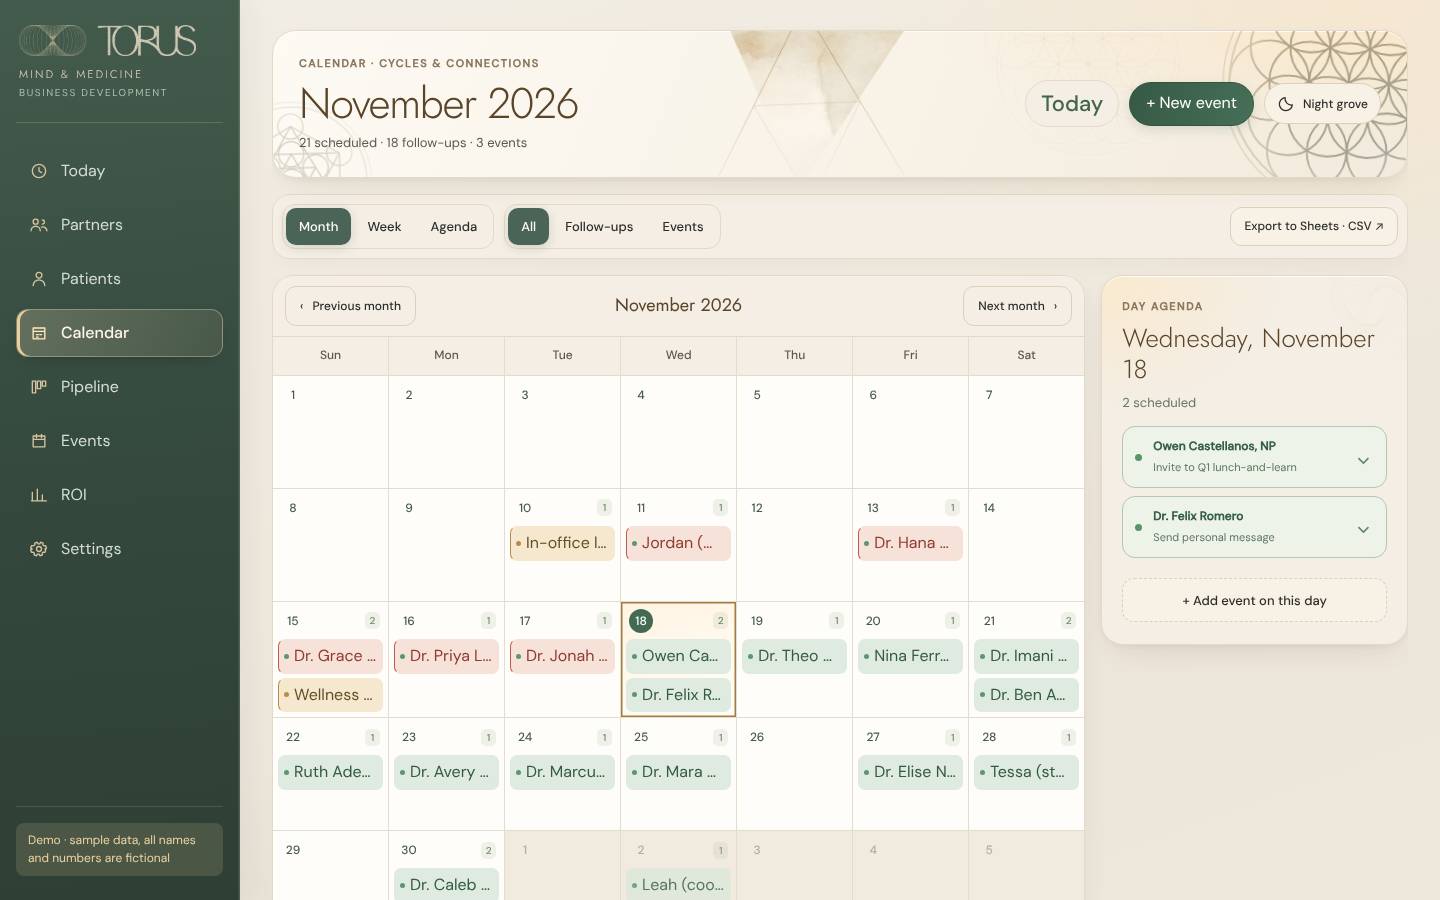 TORUS
MIND & MEDICINE
BUSINESS DEVELOPMENT
Today
Partners
Patients
Calendar
Pipeline
Events
ROI
Settings
Demo · sample data, all names
and numbers are fictional
CALENDAR · CYCLES & CONNECTIONS
November 2026
21 scheduled · 18 follow-ups · 3 events
Today
+ New event
Night grove
Month
Week
Agenda
All
Follow-ups
Events
Export to Sheets · CSV ↗
‹ Previous month
November 2026
Next month ›
Sun Mon Tue Wed Thu Fri Sat
1 2 3 4 5 6 7
8 9 10 1 11 1 12 13 1 14
In-office l... Jordan (... Dr. Hana ...
15 2 16 1 17 1 18 2 19 1 20 1 21 2
Dr. Grace ... Dr. Priya L... Dr. Jonah ... Owen Ca... Dr. Theo ... Nina Ferr... Dr. Imani ...
Wellness ... Dr. Felix R... Dr. Ben A...
22 1 23 1 24 1 25 1 26 27 1 28 1
Ruth Ade... Dr. Avery ... Dr. Marcu... Dr. Mara ... Dr. Elise N... Tessa (st...
29 30 2 1 2 1 3 4 5
Dr. Caleb ... Leah (coo...
DAY AGENDA
Wednesday, November
18
2 scheduled
Owen Castellanos, NP
Invite to Q1 lunch-and-learn
Dr. Felix Romero
Send personal message
+ Add event on this day